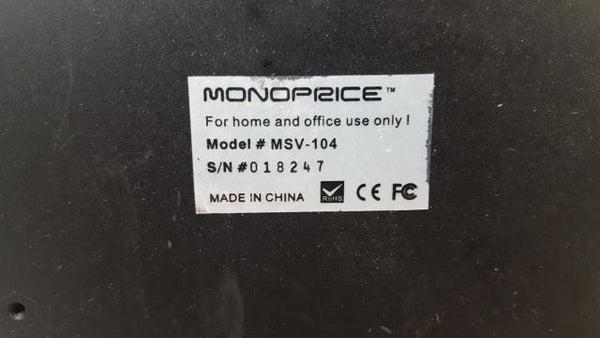 MONOPRICE™
For home and office use only !
Model # MSV-104
S/N #018247
MADE IN CHINA RoHS CE FC